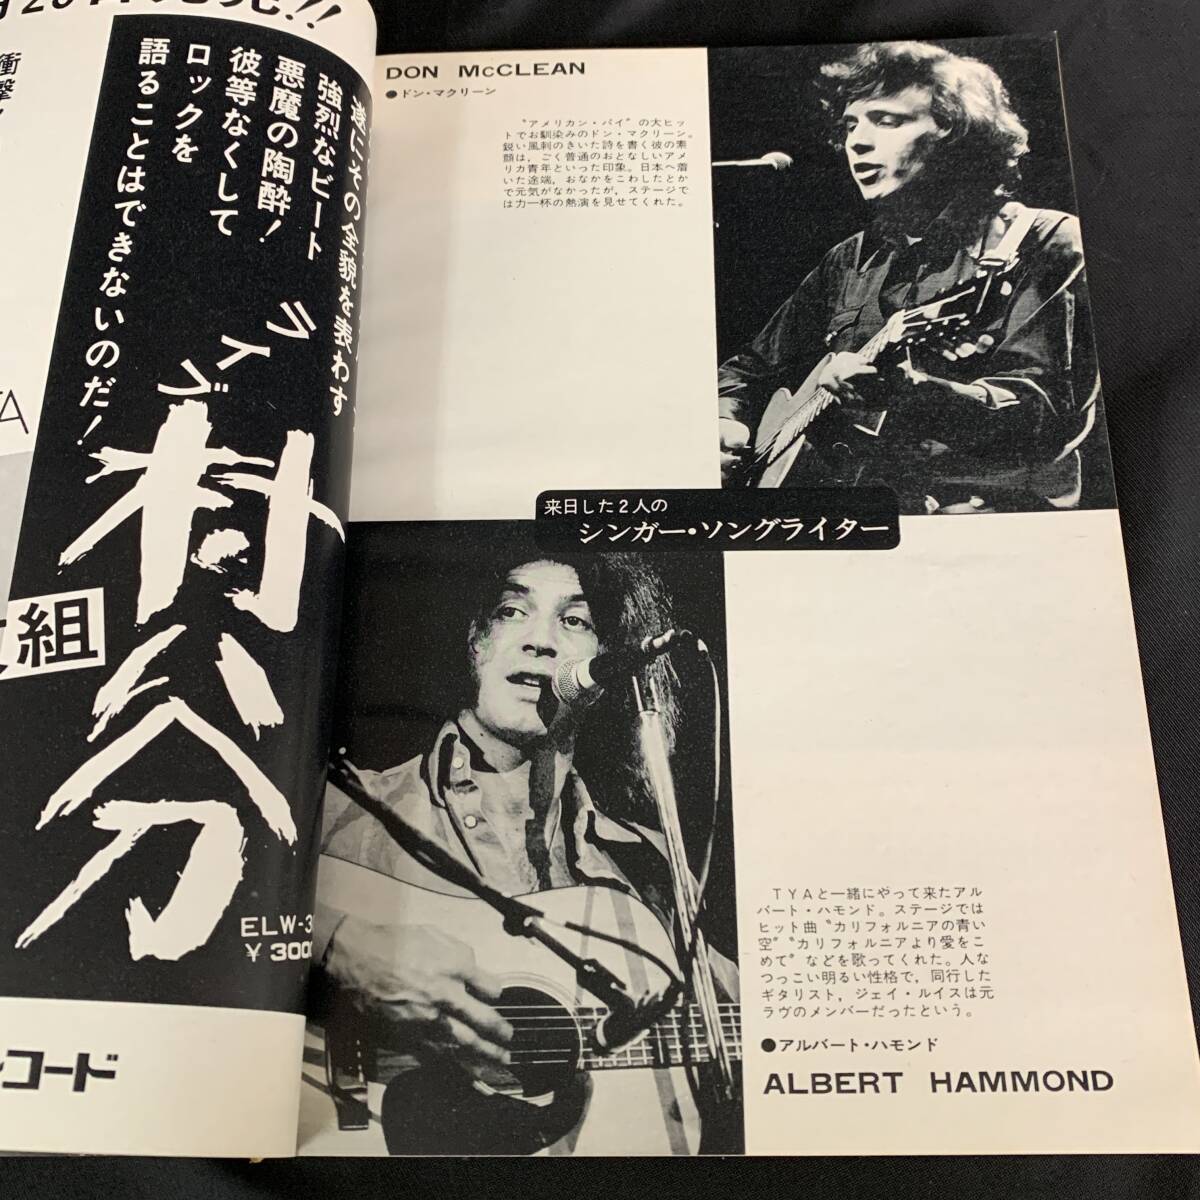 DON McCLEAN
●ドン・マクリーン
〝アメリカン・パイ〞の大ヒッ
トでお馴染みのドン・マクリーン。
鋭い風刺のきいた詩を書く彼の素
顔は，ごく普通のおとなしいアメ
リカ青年といった印象。日本へ着
いた途端，おなかをこわしたとか
で元気がなかったが，ステージで
は力一杯の熱演を見せてくれた。
来日した2人の
シンガー・ソングライター
TYAと一緒にやって来たアル
バート・ハモンド。ステージでは
ヒット曲〝カリフォルニアの青い
空〞〝カリフォルニアより愛をこ
めて〞などを歌ってくれた。人な
つっこい明るい性格で，同行した
ギタリスト，ジェイ・ルイスは元
ラヴのメンバーだったという。
●アルバート・ハモンド
ALBERT HAMMOND
遂にその全貌を表わす
強烈なビート
悪魔の陶酔！
彼等なくして
ロックを
語ることはできないのだ！
ライブ
村八分
組
ELW-3
¥3000
コード
衝撃
TA